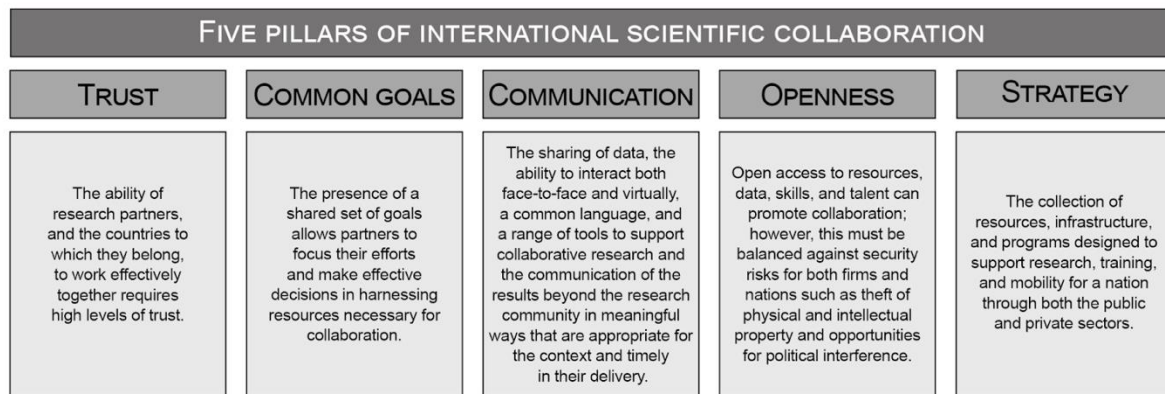 FIVE PILLARS OF INTERNATIONAL SCIENTIFIC COLLABORATION
TRUST
The ability of
research partners,
and the countries to
which they belong,
to work effectively
together requires
high levels of trust.
COMMON GOALS
The presence of a
shared set of goals
allows partners to
focus their efforts
and make effective
decisions in harnessing
resources necessary for
collaboration.
COMMUNICATION
The sharing of data, the
ability to interact both
face-to-face and virtually,
a common language, and
a range of tools to support
collaborative research and
the communication of the
results beyond the research
community in meaningful
ways that are appropriate for
the context and timely
in their delivery.
OPENNESS
Open access to resources,
data, skills, and talent can
promote collaboration;
however, this must be
balanced against security
risks for both firms and
nations such as theft of
physical and intellectual
property and opportunities
for political interference.
STRATEGY
The collection of
resources, infrastructure,
and programs designed to
support research, training,
and mobility for a nation
through both the public
and private sectors.